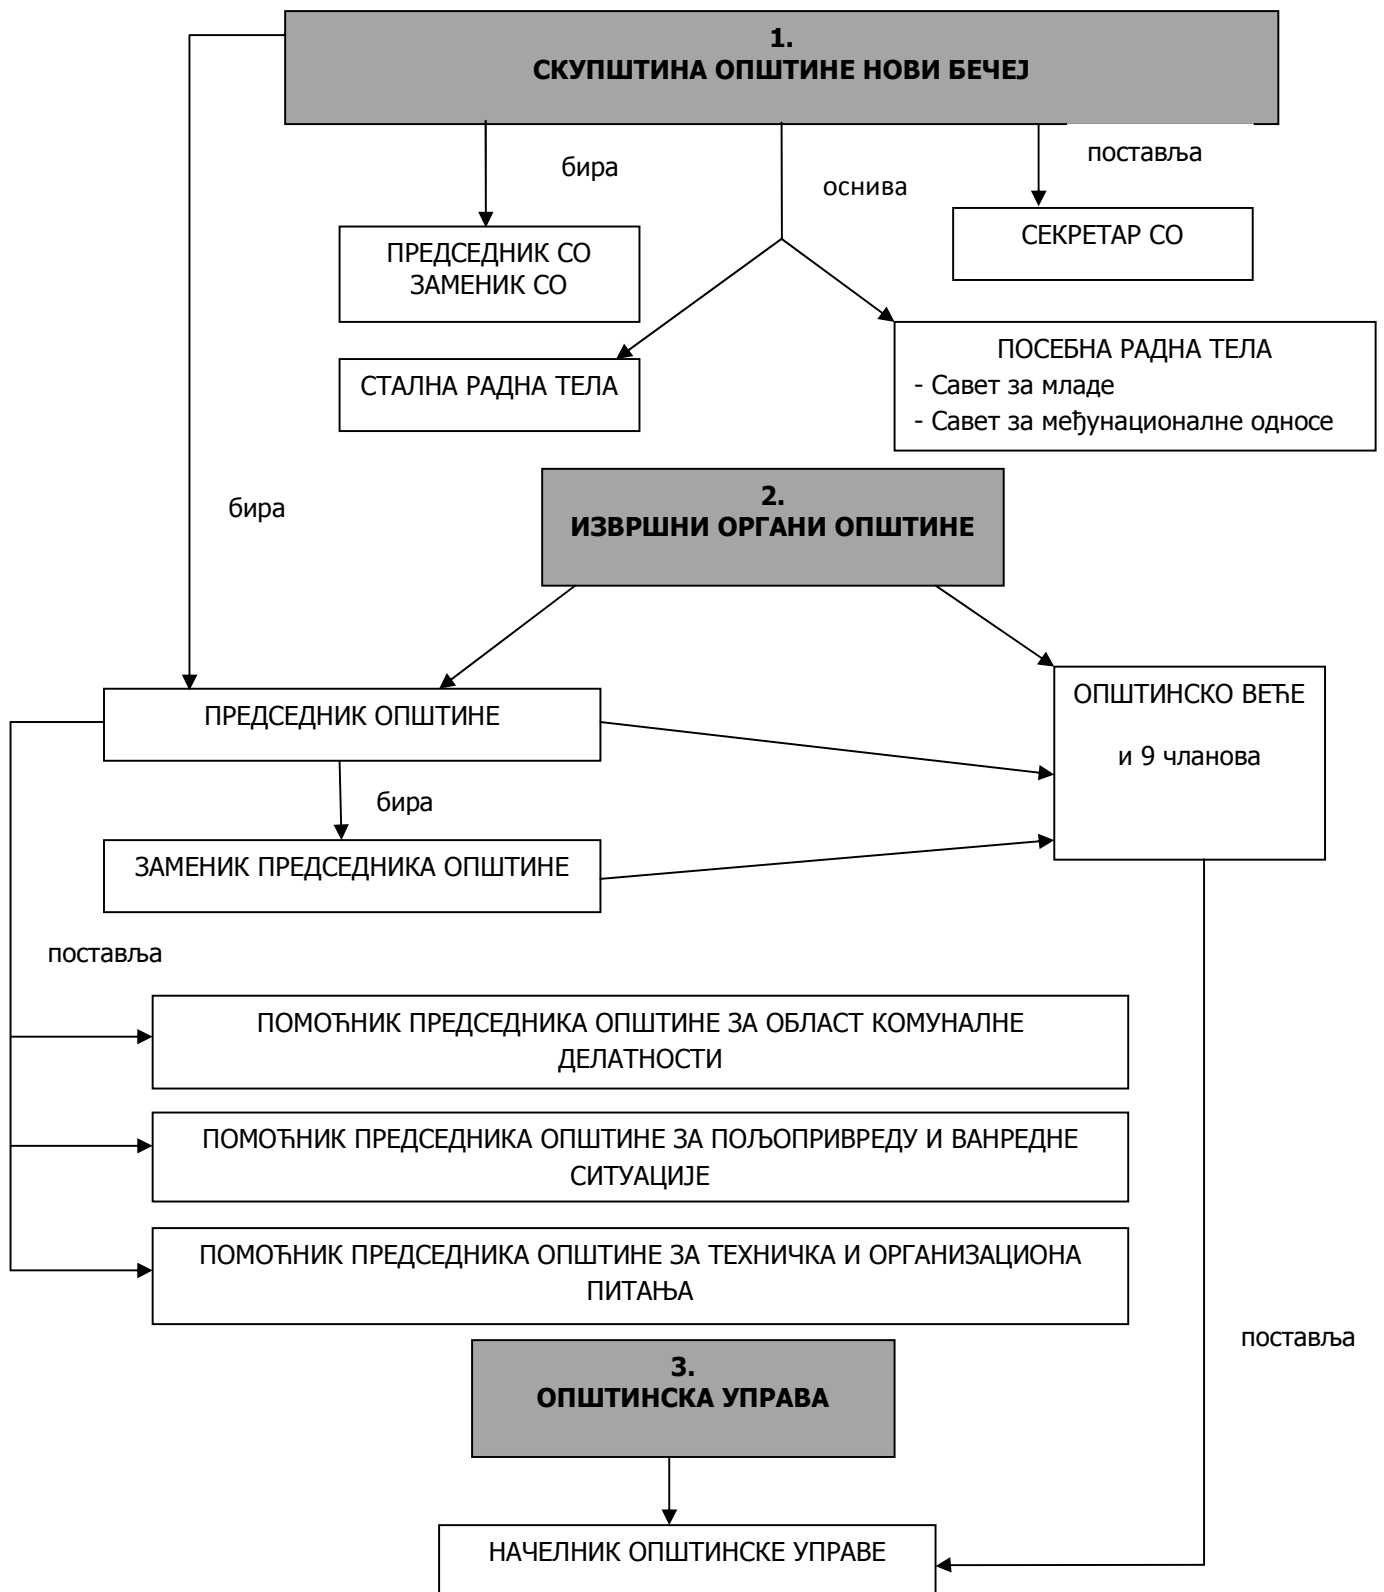 1.
СКУПШТИНА ОПШТИНЕ НОВИ БЕЧЕЈ
бира
оснива
поставља
ПРЕДСЕДНИК СО
ЗАМЕНИК СО
СЕКРЕТАР СО
СТАЛНА РАДНА ТЕЛА
ПОСЕБНА РАДНА ТЕЛА
- Савет за младе
- Савет за међунационалне односе
бира
2.
ИЗВРШНИ ОРГАНИ ОПШТИНЕ
ПРЕДСЕДНИК ОПШТИНЕ
ОПШТИНСКО ВЕЋЕ
и 9 чланова
бира
ЗАМЕНИК ПРЕДСЕДНИКА ОПШТИНЕ
поставља
ПОМОЋНИК ПРЕДСЕДНИКА ОПШТИНЕ ЗА ОБЛАСТ КОМУНАЛНЕ
ДЕЛАТНОСТИ
ПОМОЋНИК ПРЕДСЕДНИКА ОПШТИНЕ ЗА ПОЉОПРИВРЕДУ И ВАНРЕДНЕ
СИТУАЦИЈЕ
ПОМОЋНИК ПРЕДСЕДНИКА ОПШТИНЕ ЗА ТЕХНИЧКА И ОРГАНИЗАЦИОНА
ПИТАЊА
поставља
3.
ОПШТИНСКА УПРАВА
НАЧЕЛНИК ОПШТИНСКЕ УПРАВЕ